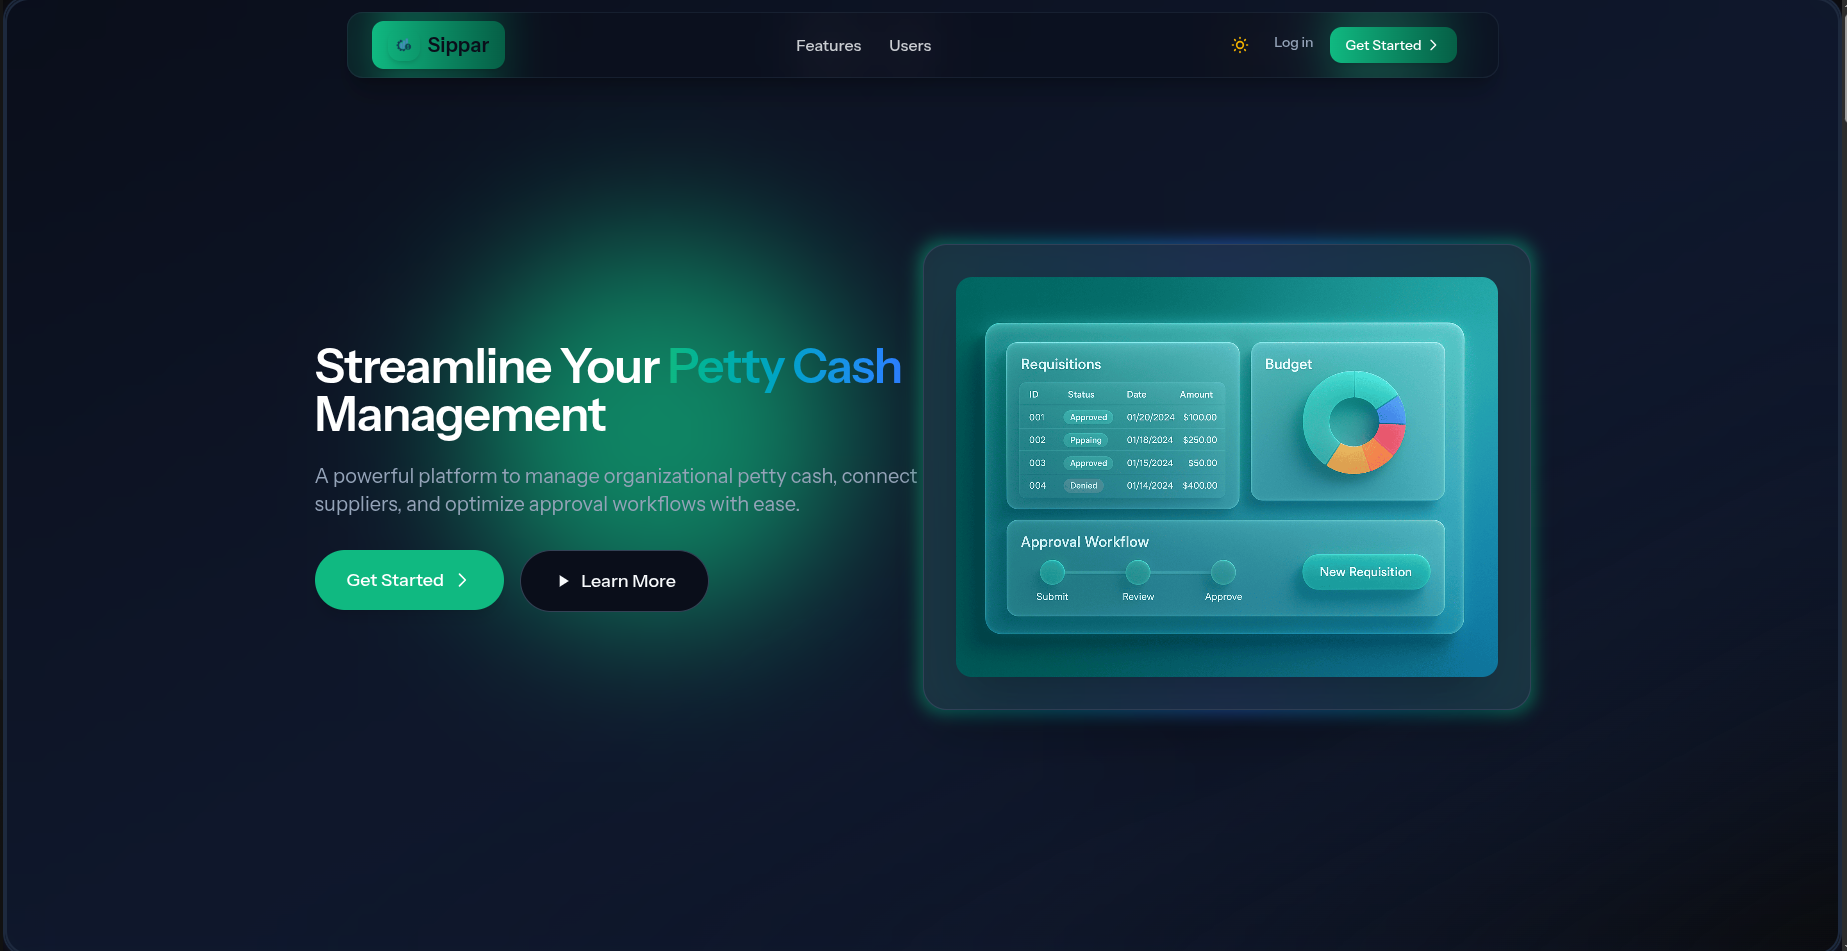 Sippar
Features Users
Log in
Get Started
Streamline Your Petty Cash
Management
A powerful platform to manage organizational petty cash, connect
suppliers, and optimize approval workflows with ease.
Get Started
Learn More
Requisitions
ID Status Date Amount
001 Approved 01/20/2024 $100.00
002 Pppaing 01/18/2024 $250.00
003 Approved 01/15/2024 $50.00
004 Denied 01/14/2024 $400.00
Budget
Approval Workflow
Submit Review Approve
New Requisition